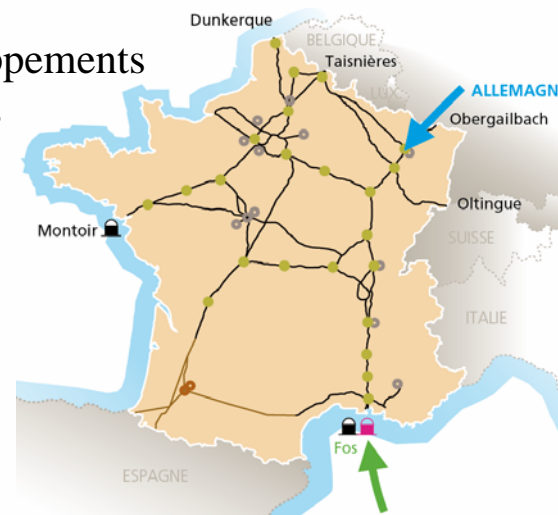 Dunkerque
BELGIQUE
ppements
Taisnières
LUX
ALLEMAGN
Obergailbach
Oltingue
Montoir
SUISSE
ITALIE
Fos
ESPAGNE